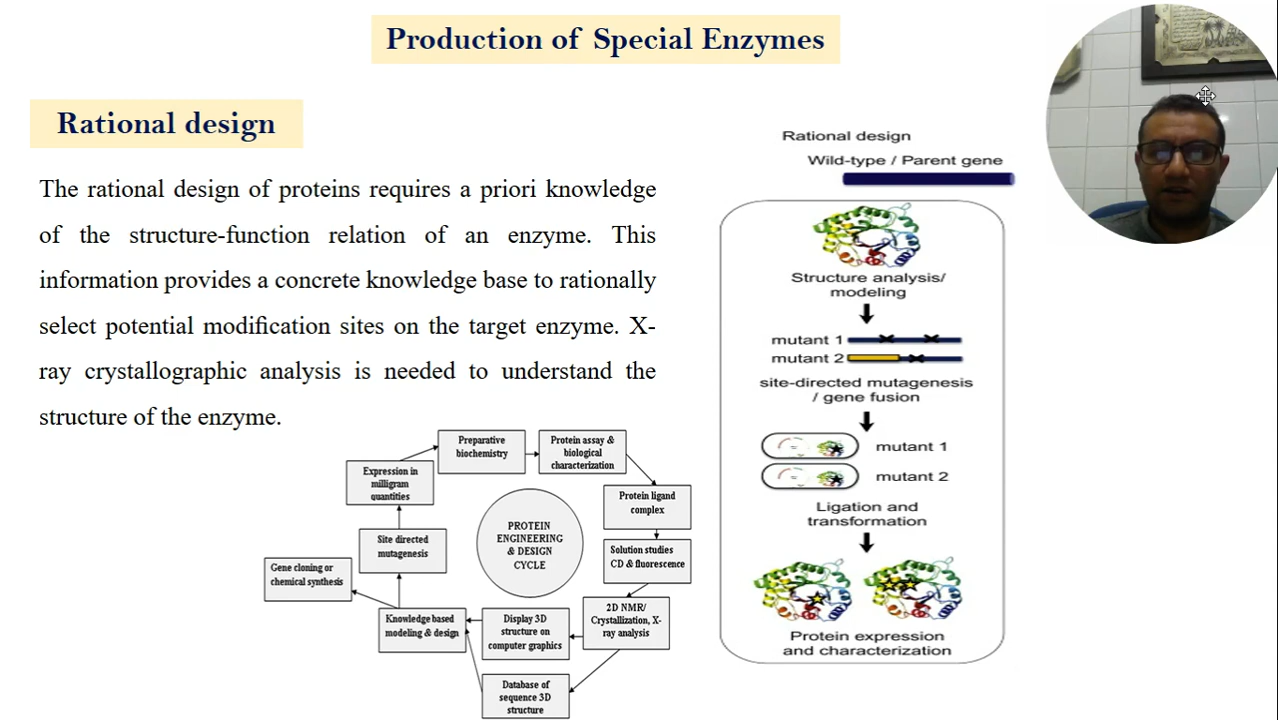 Production of Special Enzymes
Rational design
The rational design of proteins requires a priori knowledge
of the structure-function relation of an enzyme. This
information provides a concrete knowledge base to rationally
select potential modification sites on the target enzyme. X-
ray crystallographic analysis is needed to understand the
structure of the enzyme.
Preparative
biochemistry
Protein assay &
biological
characterization
Expression in
milligram
quantities
Protein ligand
complex
PROTEIN
ENGINEERING
& DESIGN
CYCLE
Site directed
mutagenesis
Solution studies
CD & fluorescence
Gene cloning or
chemical synthesis
Knowledge based
modeling & design
Display 3D
structure on
computer graphics
2D NMR/
Crystallization, X-
ray analysis
Database of
sequence 3D
structure
Rational design
Wild-type / Parent gene
Structure analysis/
modeling
mutant 1
mutant 2
site-directed mutagenesis
/ gene fusion
mutant 1
mutant 2
Ligation and
transformation
Protein expression
and characterization